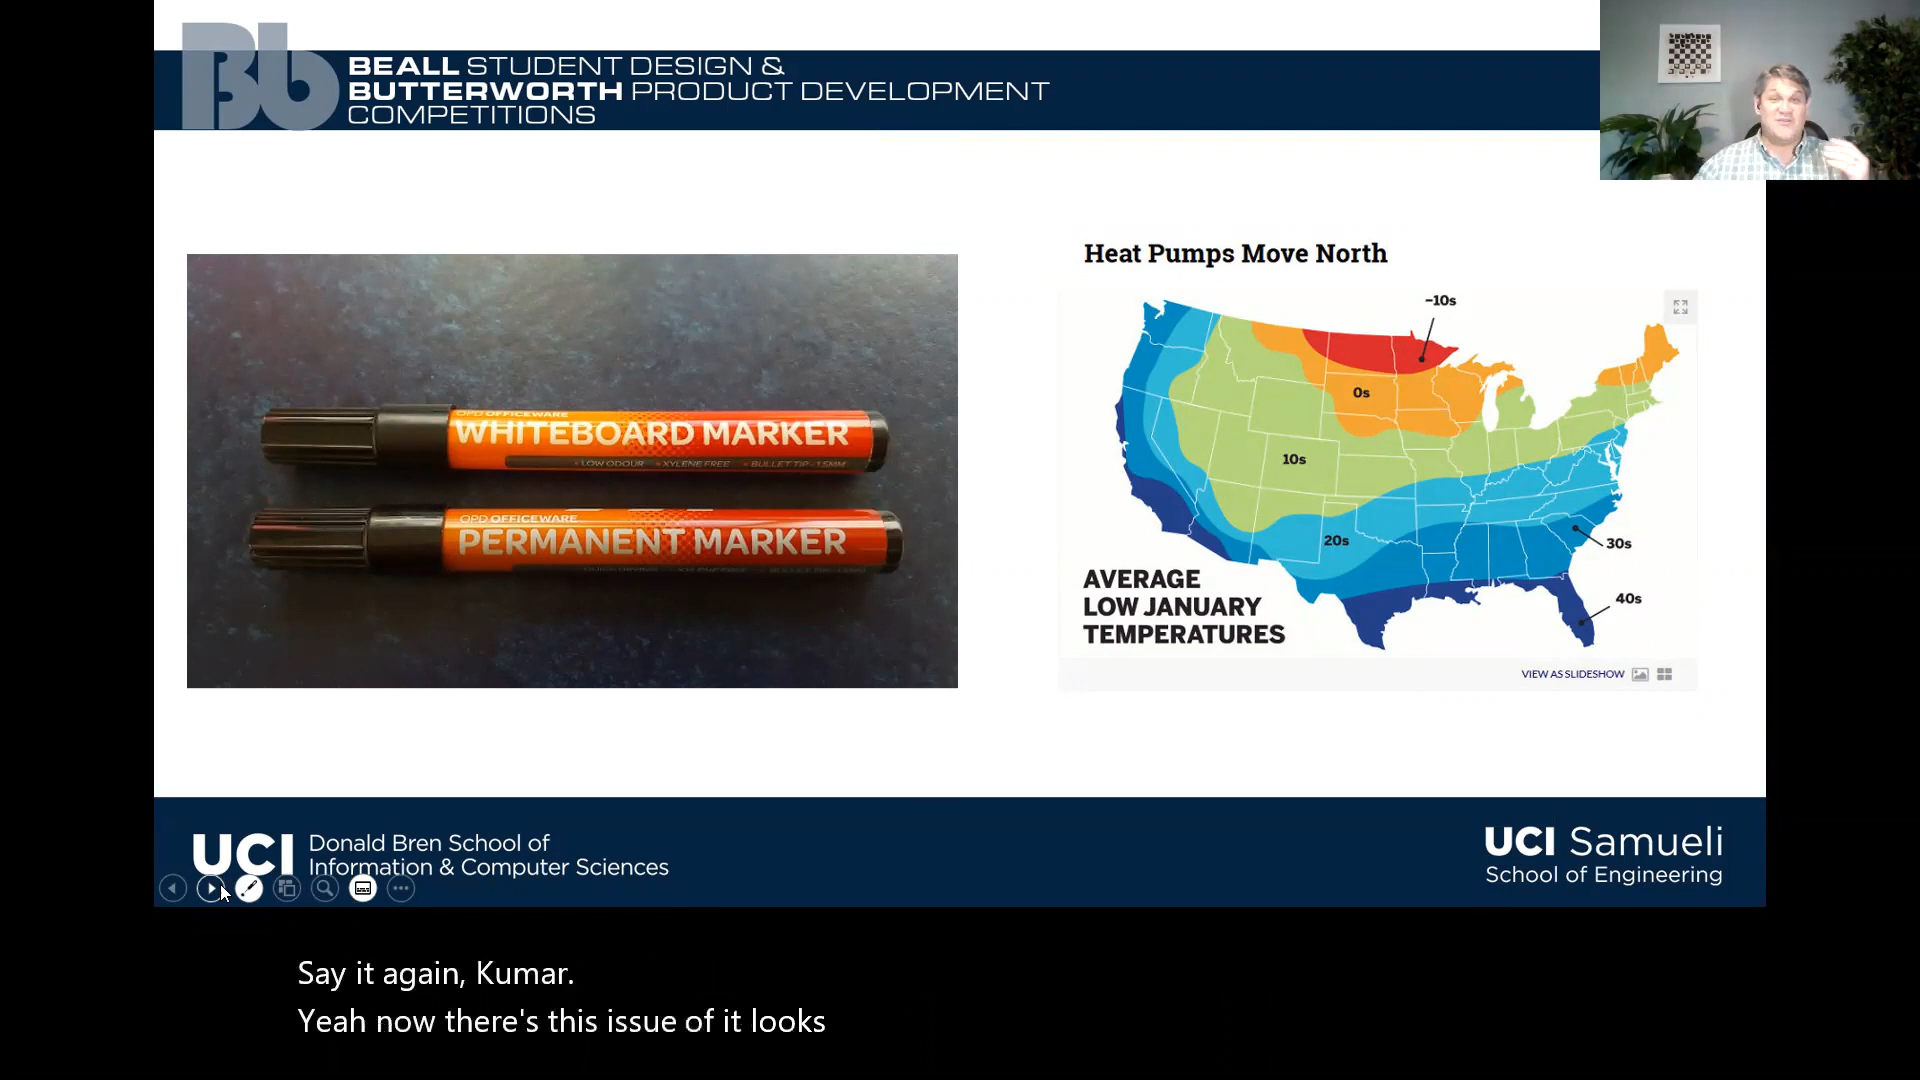 Bb
BEALL STUDENT DESIGN &
BUTTERWORTH PRODUCT DEVELOPMENT
COMPETITIONS
OPD OFFICEWARE
WHITEBOARD MARKER
• LOW ODOUR • XYLENE FREE • BULLET TIP - 1.5MM
OPD OFFICEWARE
PERMANENT MARKER
Heat Pumps Move North
-10s
0s
10s
20s
30s
40s
AVERAGE
LOW JANUARY
TEMPERATURES
VIEW AS SLIDESHOW
UCI Donald Bren School of
Information & Computer Sciences
UCI Samueli
School of Engineering
Say it again, Kumar.
Yeah now there's this issue of it looks